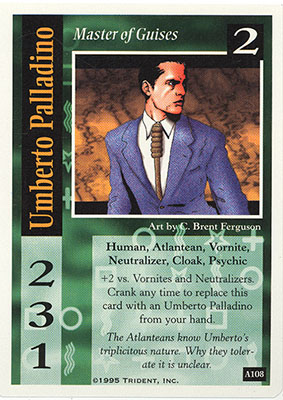 Umberto Palladino
Master of Guises
2
Art by C. Brent Ferguson
2
3
1
Human, Atlantean, Vornite,
Neutralizer, Cloak, Psychic
+2 vs. Vornites and Neutralizers.
Crank any time to replace this
card with an Umberto Palladino
from your hand.
The Atlanteans know Umberto's
triplicitous nature. Why they toler-
ate it is unclear.
©1995 TRIDENT, INC.
A108